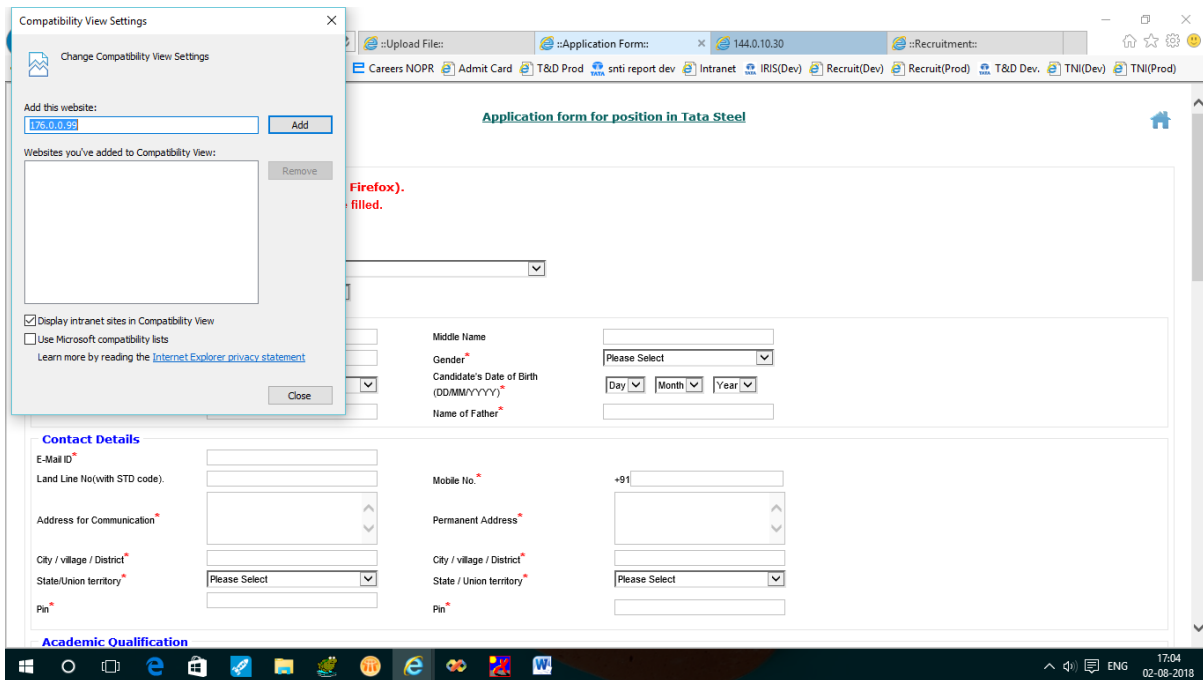 Compatibility View Settings
Change Compatibility View Settings
Add this website:
176.0.0.99
Add
Websites you've added to Compatibility View:
Remove
Display intranet sites in Compatibility View
Use Microsoft compatibility lists
Learn more by reading the Internet Explorer privacy statement
Close
::Upload File::
::Application Form::
144.0.10.30
::Recruitment::
Careers NOPR
Admit Card
T&D Prod
snti report dev
Intranet
IRIS(Dev)
Recruit(Dev)
Recruit(Prod)
T&D Dev.
TNI(Dev)
TNI(Prod)
Application form for position in Tata Steel
Firefox).
filled.
Middle Name
Gender*
Please Select
Candidate's Date of Birth
(DD/MM/YYYY)*
Day
Month
Year
Name of Father*
Contact Details
E-Mail ID*
Land Line No(with STD code).
Mobile No.*
+91
Address for Communication*
Permanent Address*
City / village / District*
City / village / District*
State/Union territory*
Please Select
State / Union territory*
Please Select
Pin*
Pin*
Academic Qualification
ENG
17:04
02-08-2018